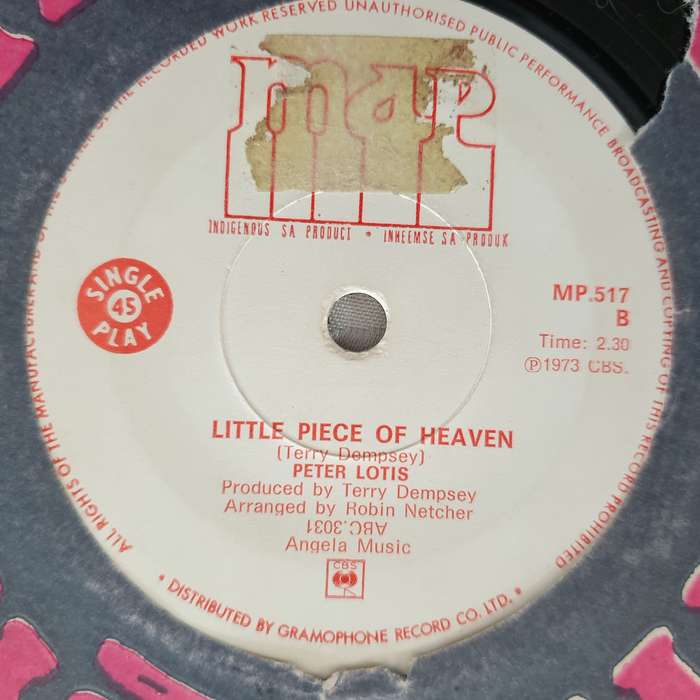 ALL RIGHTS OF THE MANUFACTURER AND OF THE OWNER OF THE RECORDED WORK RESERVED UNAUTHORISED PUBLIC PERFORMANCE BROADCASTING AND COPYING OF THIS RECORD PROHIBITED
map
INDIGENOUS SA PRODUCT • INHEEMSE SA PRODUK
SINGLE
45
PLAY
MP.517
B
Time: 2.30
℗1973 CBS.
LITTLE PIECE OF HEAVEN
(Terry Dempsey)
PETER LOTIS
Produced by Terry Dempsey
Arranged by Robin Netcher
ABC.3031
Angela Music
CBS
• DISTRIBUTED BY GRAMOPHONE RECORD CO. LTD. •